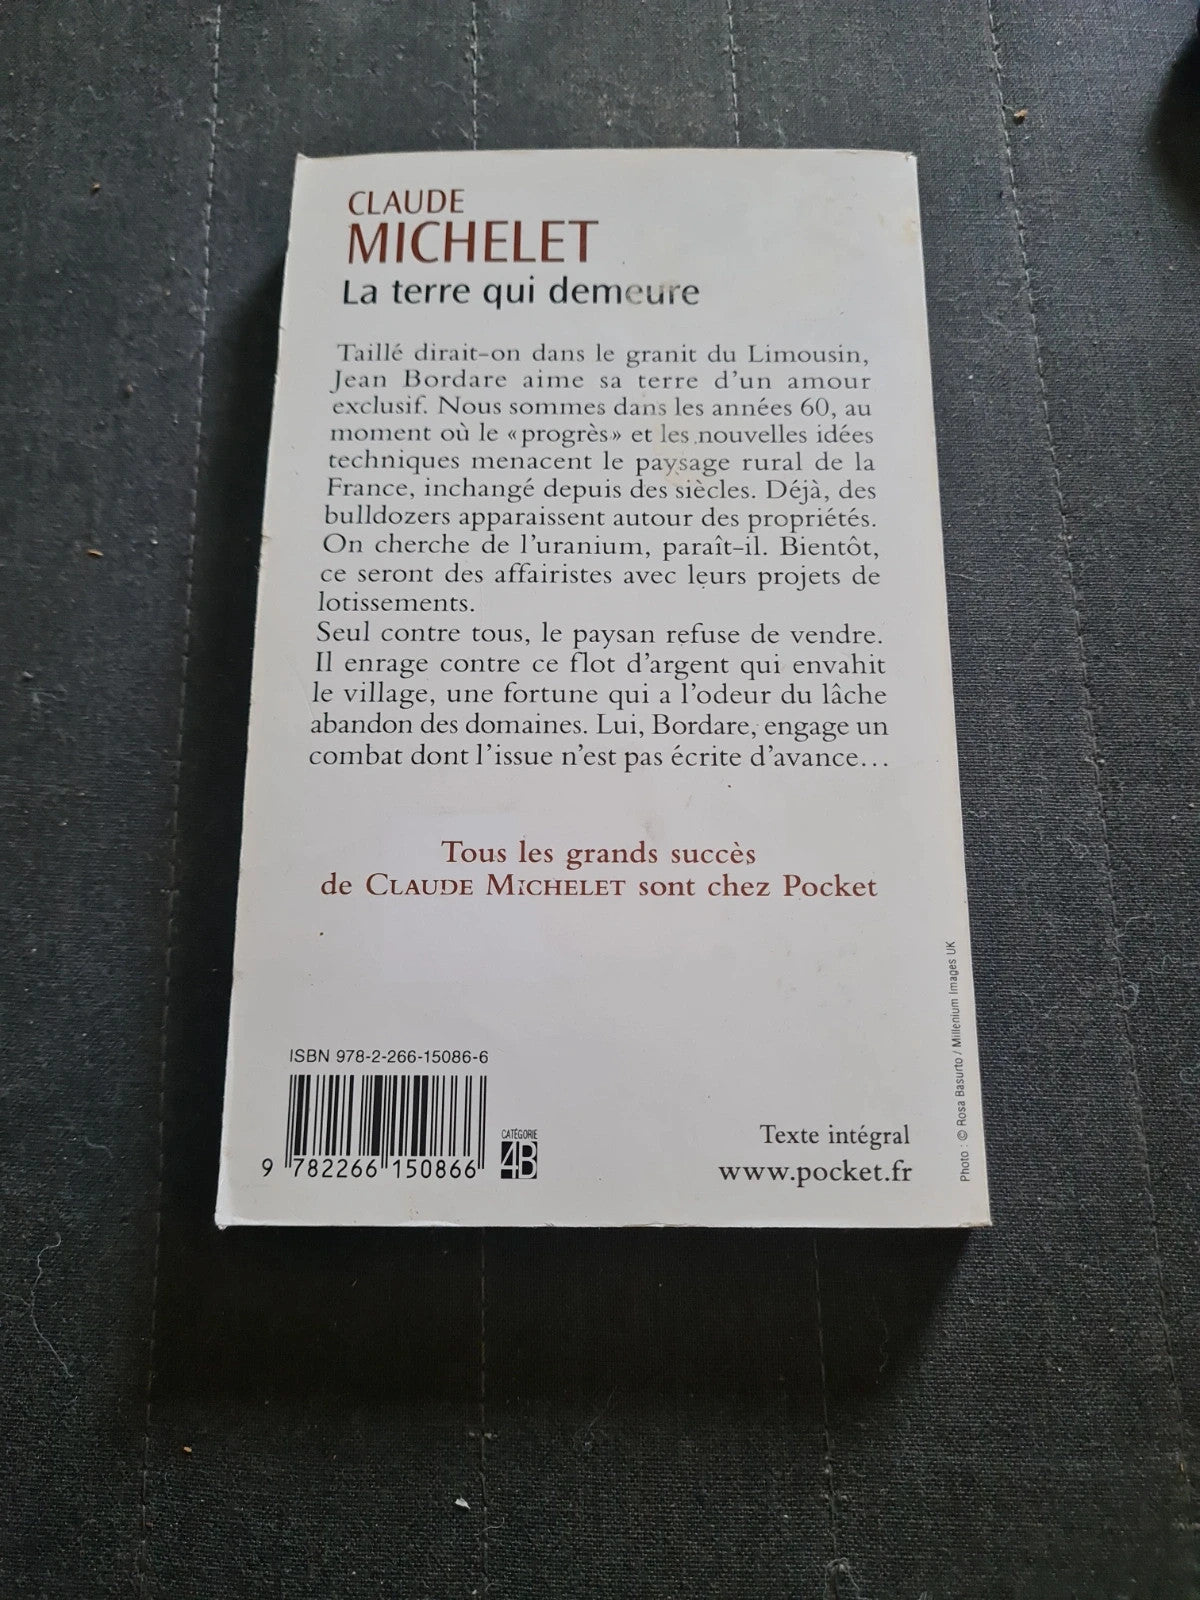 CLAUDE
MICHELET
La terre qui demeure
Taillé dirait-on dans le granit du Limousin,
Jean Bordare aime sa terre d'un amour
exclusif. Nous sommes dans les années 60, au
moment où le «progrès» et les nouvelles idées
techniques menacent le paysage rural de la
France, inchangé depuis des siècles. Déjà, des
bulldozers apparaissent autour des propriétés.
On cherche de l'uranium, paraît-il. Bientôt,
ce seront des affairistes avec leurs projets de
lotissements.
Seul contre tous, le paysan refuse de vendre.
Il enrage contre ce flot d'argent qui envahit
le village, une fortune qui a l'odeur du lâche
abandon des domaines. Lui, Bordare, engage un
combat dont l'issue n'est pas écrite d'avance...
Tous les grands succès
de CLAUDE MICHELET sont chez Pocket
ISBN 978-2-266-15086-6
9 782266 150866
CATÉGORIE
4B
Texte intégral
www.pocket.fr
Photo : © Rosa Basurto / Millenium Images UK